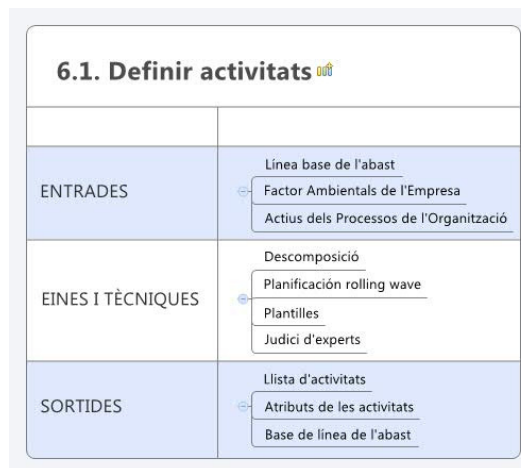 6.1. Definir activitats
ENTRADES
Línea base de l'abast
Factor Ambientals de l'Empresa
Actius dels Processos de l'Organització
EINES I TÈCNIQUES
Descomposició
Planificación rolling wave
Plantilles
Judici d'experts
SORTIDES
Llista d'activitats
Atributs de les activitats
Base de línea de l'abast